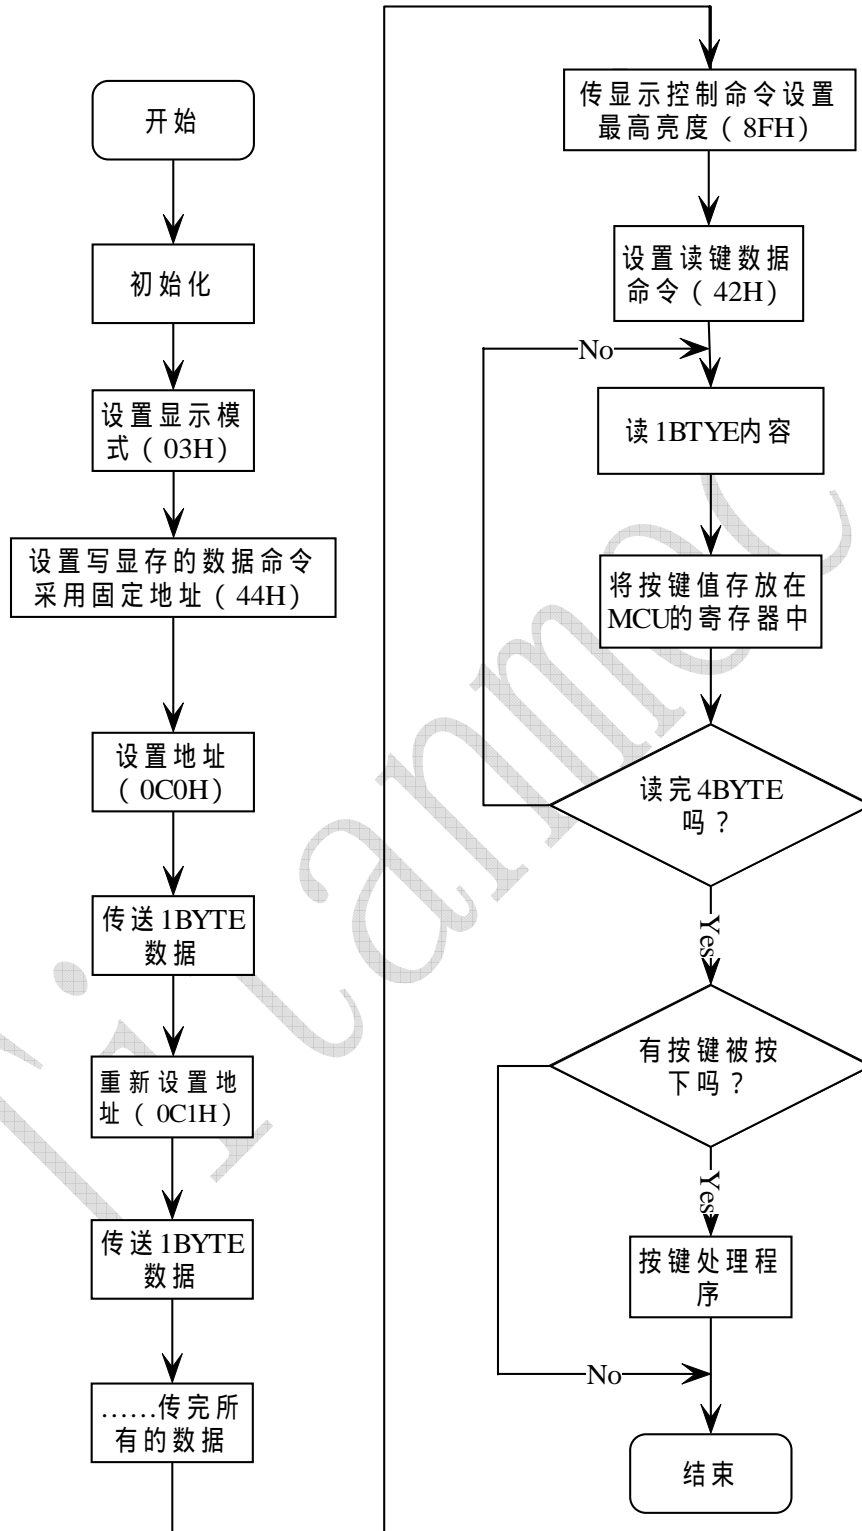 开始
初始化
设置显示模
式（03H）
设置写显存的数据命令
采用固定地址（44H）
设置地址
（0C0H）
传送1BYTE
数据
重新设置地
址（0C1H）
传送1BYTE
数据
……传完所
有的数据
传显示控制命令设置
最高亮度（8FH）
设置读键数据
命令（42H）
No
读1BTYE内容
将按键值存放在
MCU的寄存器中
读完4BYTE
吗？
Yes
有按键被按
下吗？
Yes
按键处理程
序
No
结束
Titanmec